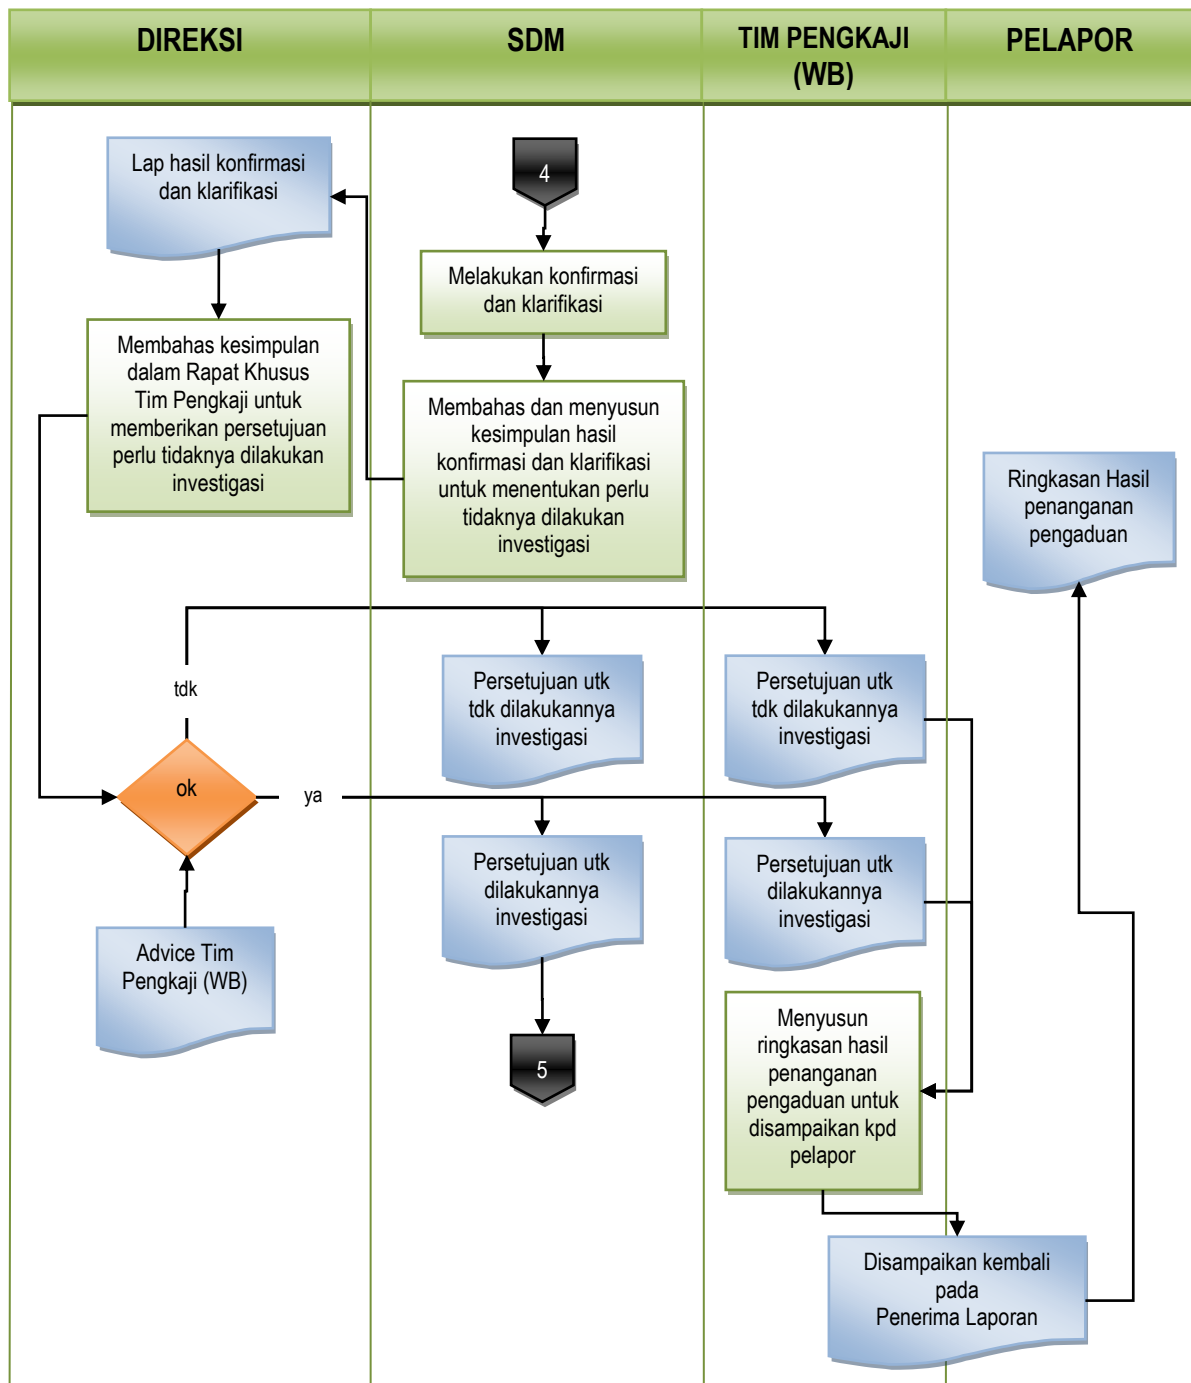 DIREKSI
SDM
TIM PENGKAJI
(WB)
PELAPOR
Lap hasil konfirmasi
dan klarifikasi
4
Melakukan konfirmasi
dan klarifikasi
Membahas kesimpulan
dalam Rapat Khusus
Tim Pengkaji untuk
memberikan persetujuan
perlu tidaknya dilakukan
investigasi
Membahas dan menyusun
kesimpulan hasil
konfirmasi dan klarifikasi
untuk menentukan perlu
tidaknya dilakukan
investigasi
Ringkasan Hasil
penanganan
pengaduan
tdk
Persetujuan utk
tdk dilakukannya
investigasi
Persetujuan utk
tdk dilakukannya
investigasi
ok
ya
Persetujuan utk
dilakukannya
investigasi
Persetujuan utk
dilakukannya
investigasi
Advice Tim
Pengkaji (WB)
5
Menyusun
ringkasan hasil
penanganan
pengaduan untuk
disampaikan kpd
pelapor
Disampaikan kembali
pada
Penerima Laporan